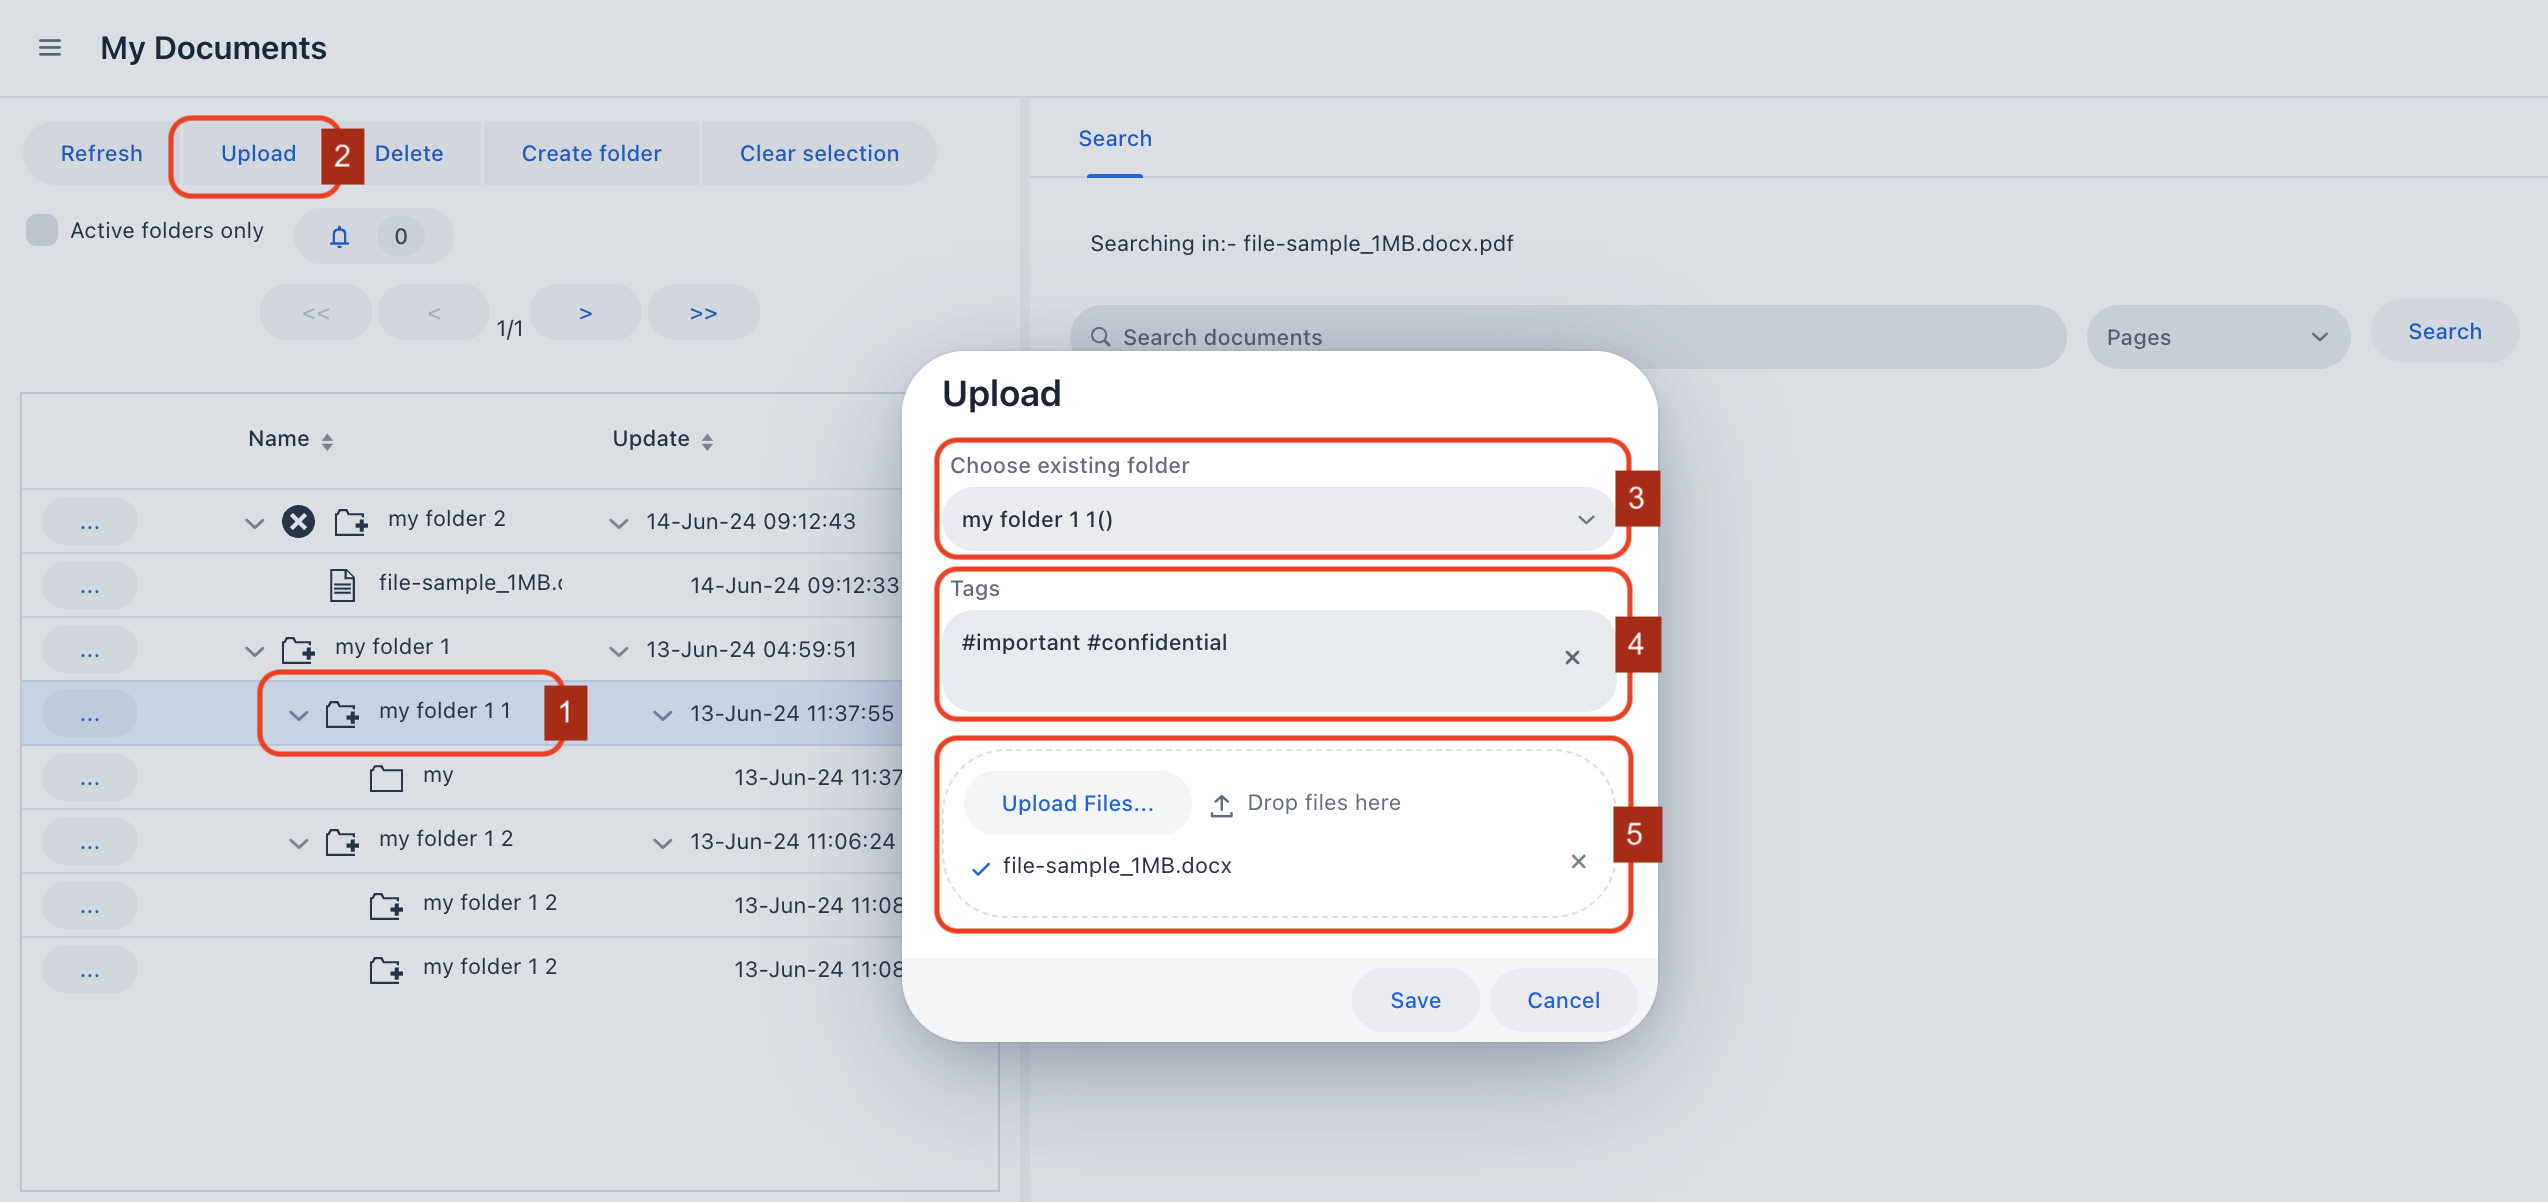 My Documents
Refresh
Upload
2
Delete
Create folder
Clear selection
Active folders only
0
<<
<
1/1
>
>>
Name
Update
... my folder 2 14-Jun-24 09:12:43
... file-sample_1MB. 14-Jun-24 09:12:33
... my folder 1 13-Jun-24 04:59:51
... my folder 1 1 1 13-Jun-24 11:37:55
... my 13-Jun-24 11:37
... my folder 1 2 13-Jun-24 11:06:24
... my folder 1 2 13-Jun-24 11:08
... my folder 1 2 13-Jun-24 11:08
Search
Searching in:- file-sample_1MB.docx.pdf
Search documents
Pages
Search
Upload
Choose existing folder
my folder 1 1()
3
Tags
#important #confidential
4
Upload Files...
Drop files here
5
file-sample_1MB.docx
Save
Cancel